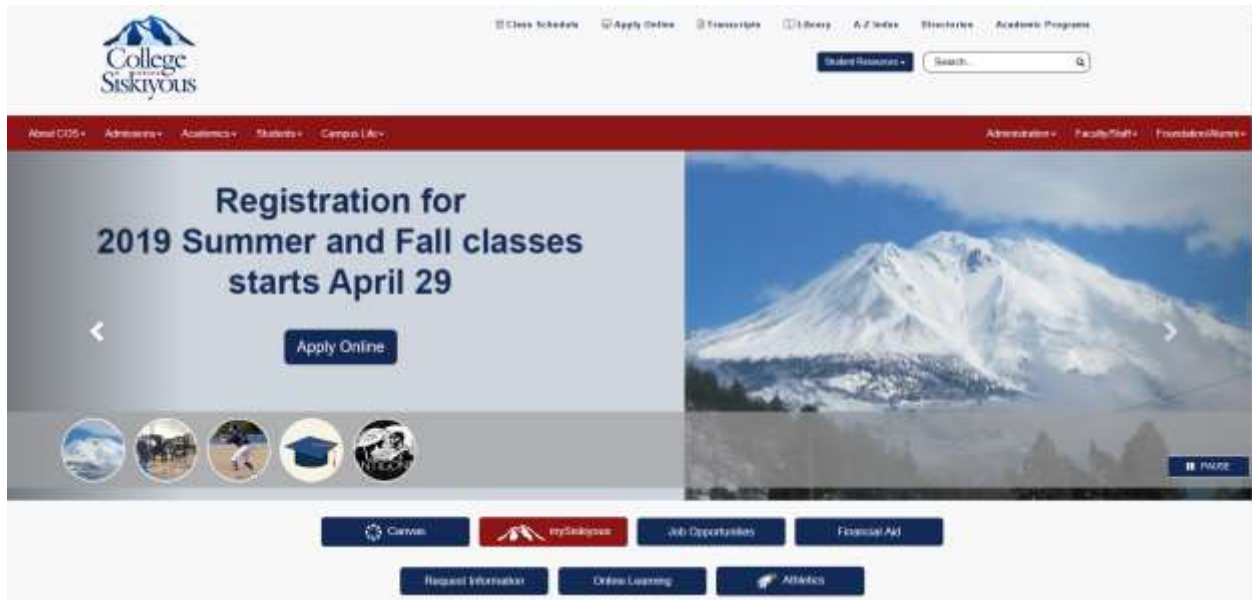 College
Siskiyous
Class Schedule
Apply Online
Transcripts
Library
A-Z Index
Directories
Academic Programs
Student Resources
Search...
About COS
Admissions
Academics
Students
Campus Life
Administration
Faculty/Staff
Foundation/Alumni
Registration for
2019 Summer and Fall classes
starts April 29
Apply Online
PAUSE
Canvas
mySiskiyous
Job Opportunities
Financial Aid
Request Information
Online Learning
Athletics